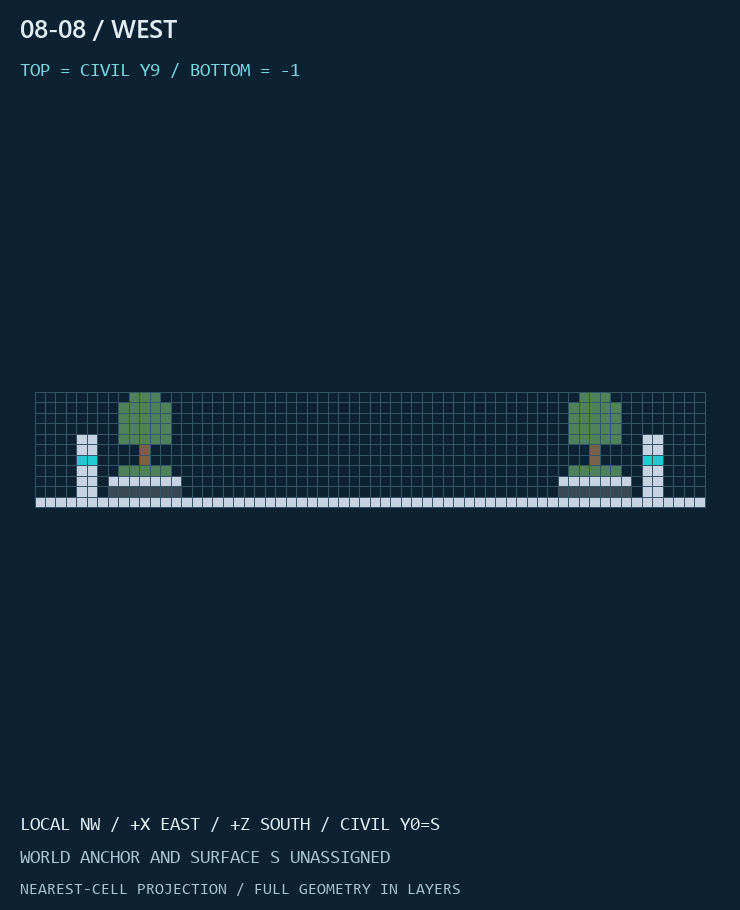 08-08 / WEST
TOP = CIVIL Y9 / BOTTOM = -1
LOCAL NW / +X EAST / +Z SOUTH / CIVIL Y0=S
WORLD ANCHOR AND SURFACE S UNASSIGNED
NEAREST-CELL PROJECTION / FULL GEOMETRY IN LAYERS